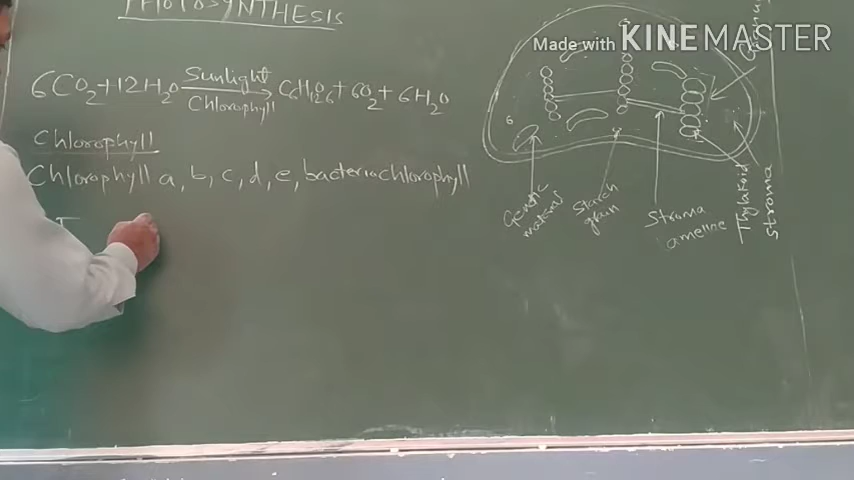 PHOTOSYNTHESIS
6CO2+12H2O Sunlight Chlorophyll C6H12O6+6O2+6H2O
Chlorophyll
Chlorophyll a, b, c, d, e, bacteriochlorophyll
Made with KINEMASTER
Genetic
materials
Starch
grain
Stroma
lamellae
Thylakoid
Stroma